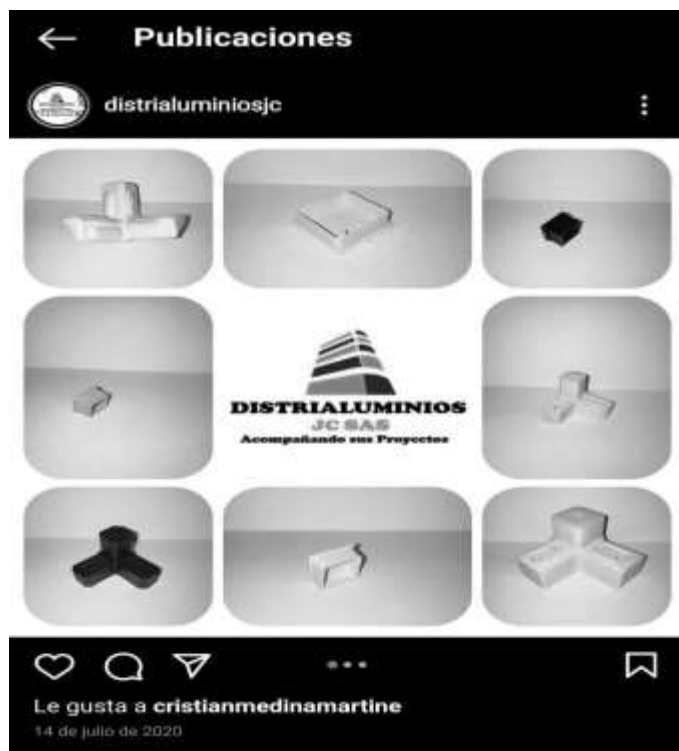 Publicaciones
distrialuminiosjc
DISTRIALUMINIOS
JC SAS
Acompañando sus Proyectos
Le gusta a cristianmedinamartine
14 de julio de 2020